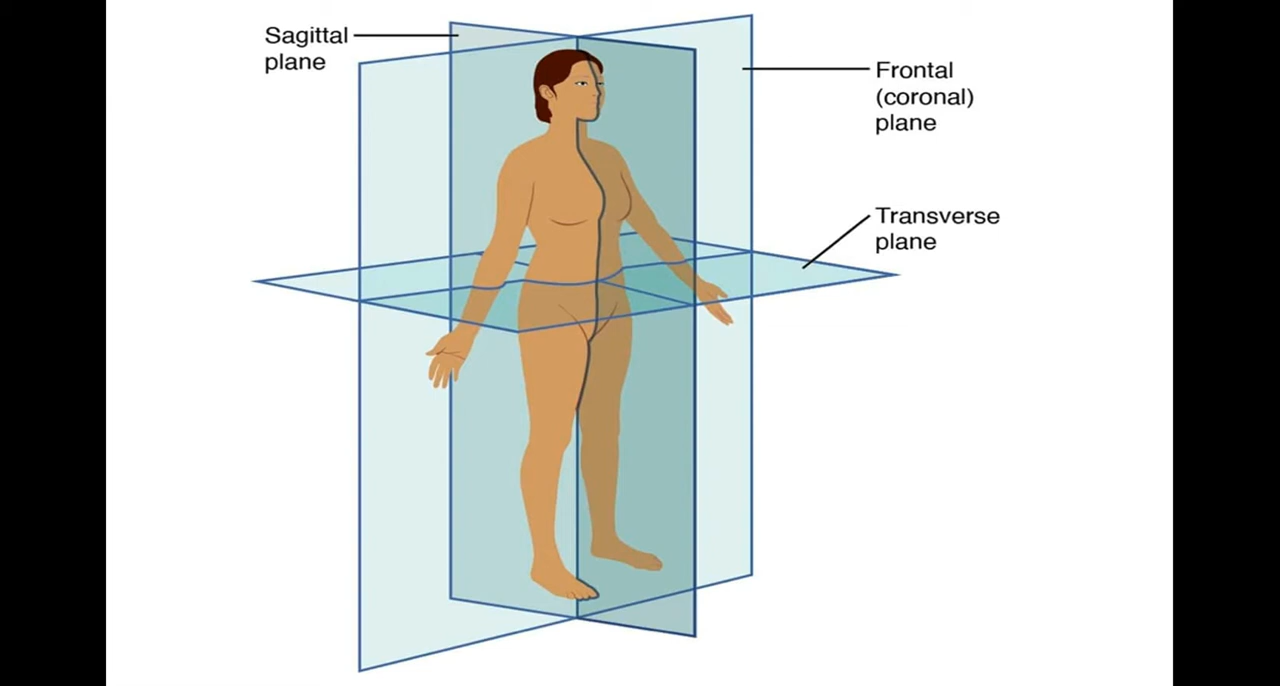 Sagittal
plane
Frontal
(coronal)
plane
Transverse
plane